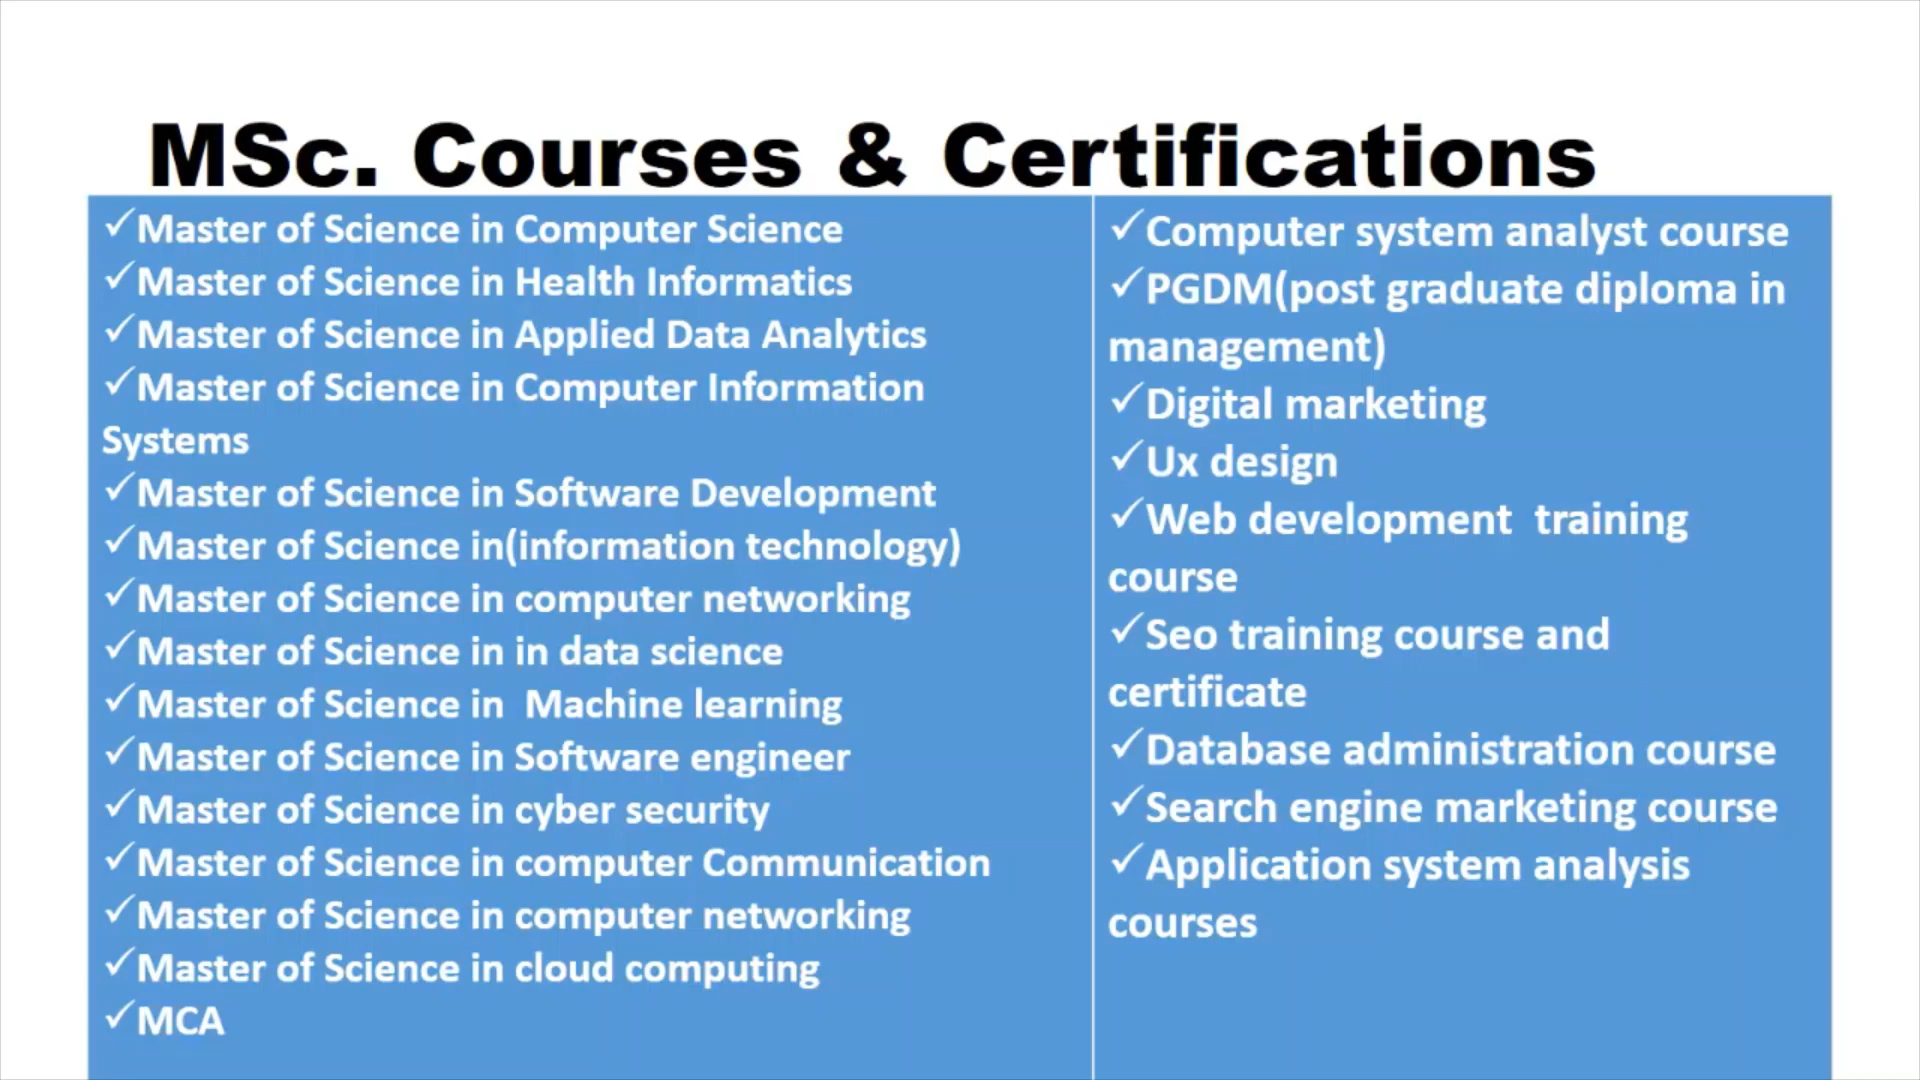 MSc. Courses & Certifications
✓Master of Science in Computer Science
✓Master of Science in Health Informatics
✓Master of Science in Applied Data Analytics
✓Master of Science in Computer Information
Systems
✓Master of Science in Software Development
✓Master of Science in(information technology)
✓Master of Science in computer networking
✓Master of Science in in data science
✓Master of Science in  Machine learning
✓Master of Science in Software engineer
✓Master of Science in cyber security
✓Master of Science in computer Communication
✓Master of Science in computer networking
✓Master of Science in cloud computing
✓MCA
✓Computer system analyst course
✓PGDM(post graduate diploma in
management)
✓Digital marketing
✓Ux design
✓Web development  training
course
✓Seo training course and
certificate
✓Database administration course
✓Search engine marketing course
✓Application system analysis
courses